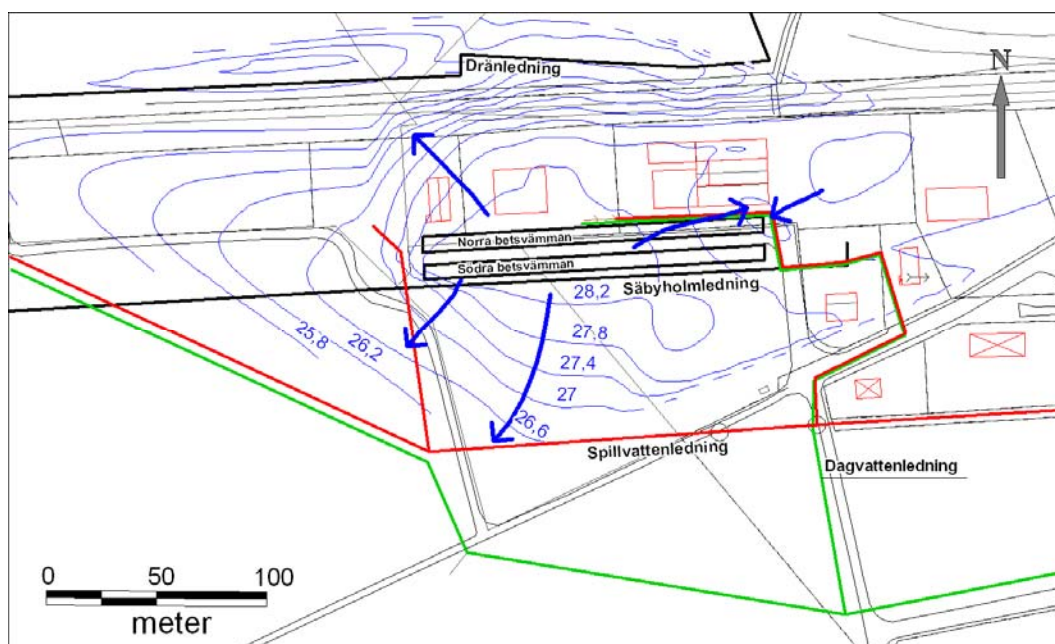 Dränledning
N
Norra betsvämman
Södra betsvämman
Säbyholmledning
28,2
27,8
27,4
27
26,6
26,2
25,8
Spillvattenledning
Dagvattenledning
0 50 100
meter